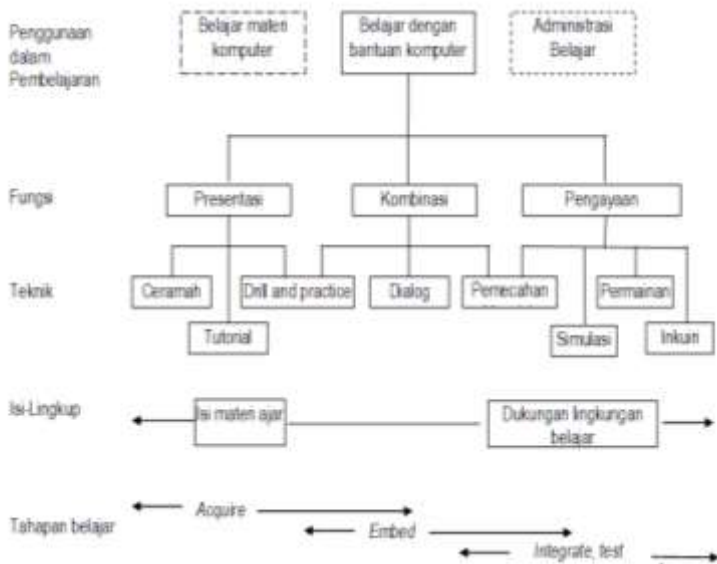 Penggunaan
dalam
Pembelajaran
Belajar materi
komputer
Belajar dengan
bantuan komputer
Administrasi
Belajar
Fungsi
Presentasi
Kombinasi
Pengayaan
Teknik
Ceramah
Drill and practice
Dialog
Pemecahan
Permainan
Tutorial
Simulasi
Inkuiri
Isi-Lingkup
Isi materi ajar
Dukungan lingkungan
belajar
Tahapan belajar
Acquire
Embed
Integrate, test